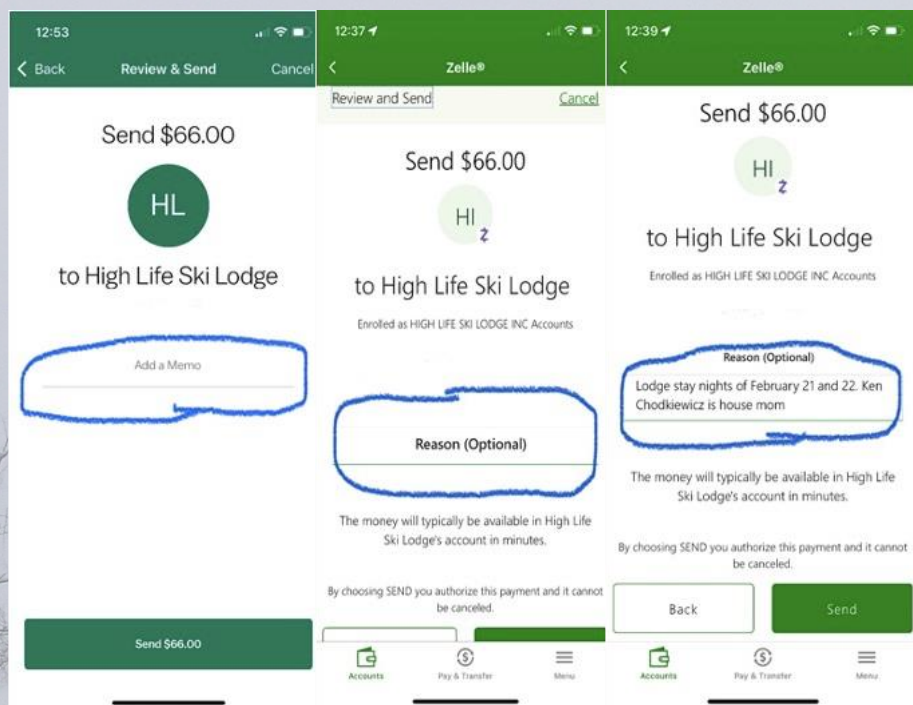 12:53
Back
Review & Send
Cancel
Send $66.00
HL
to High Life Ski Lodge
Add a Memo
Send $66.00
12:37
Zelle®
Review and Send
Cancel
Send $66.00
HI
to High Life Ski Lodge
Enrolled as HIGH LIFE SKI LODGE INC Accounts
Reason (Optional)
The money will typically be available in High Life
Ski Lodge's account in minutes.
By choosing SEND you authorize this payment and it cannot
be canceled.
Accounts
Pay & Transfer
Menu
12:39
Zelle®
Send $66.00
HI
to High Life Ski Lodge
Enrolled as HIGH LIFE SKI LODGE INC Accounts
Reason (Optional)
Lodge stay nights of February 21 and 22. Ken
Chodkiewicz is house mom
The money will typically be available in High Life
Ski Lodge's account in minutes.
By choosing SEND you authorize this payment and it cannot
be canceled.
Back
Send
Accounts
Pay & Transfer
Menu